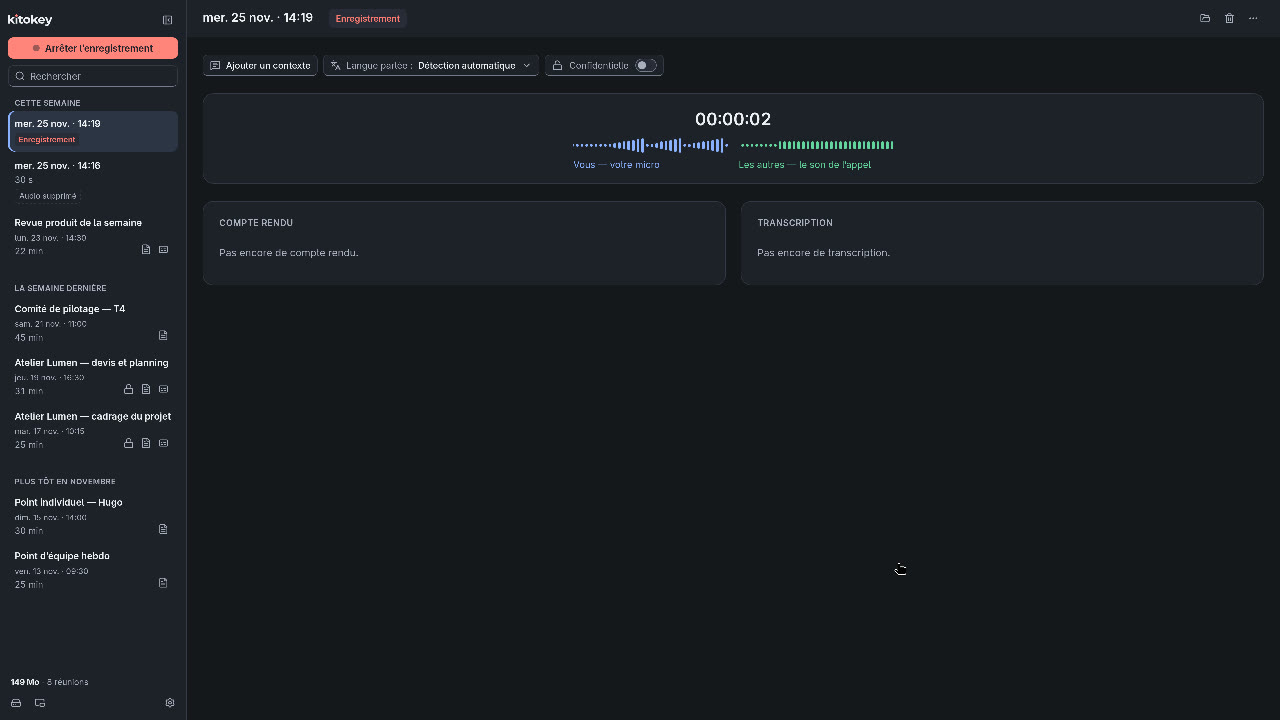 kitokey
Arrêter l'enregistrement
Rechercher
CETTE SEMAINE
mer. 25 nov. · 14:19
Enregistrement
mer. 25 nov. · 14:16
30 s
Audio supprimé
Revue produit de la semaine
lun. 23 nov. · 14:30
22 min
LA SEMAINE DERNIÈRE
Comité de pilotage — T4
sam. 21 nov. · 11:00
45 min
Atelier Lumen — devis et planning
jeu. 19 nov. · 16:30
31 min
Atelier Lumen — cadrage du projet
mar. 17 nov. · 10:15
25 min
PLUS TÔT EN NOVEMBRE
Point individuel — Hugo
dim. 15 nov. · 14:00
30 min
Point d'équipe hebdo
ven. 13 nov. · 09:30
25 min
149 Mo · 8 réunions
mer. 25 nov. · 14:19
Enregistrement
Ajouter un contexte
Langue parlée : Détection automatique
Confidentielle
00:00:02
Vous — votre micro
Les autres — le son de l'appel
COMPTE RENDU
Pas encore de compte rendu.
TRANSCRIPTION
Pas encore de transcription.